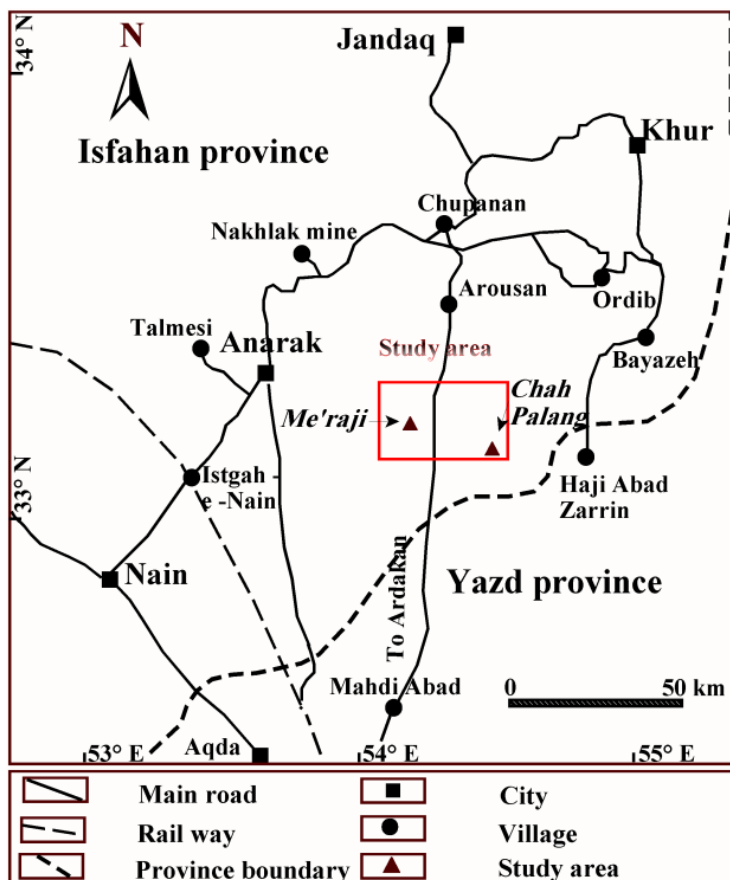 Jandaq
34° N
N
Khur
Isfahan province
Chupanan
Nakhlak mine
Arousan
Ordib
Talmesi
Anarak
Study area
Bayazeh
Chah
Palang
Me'raji
Istgah -
e -Nain
Haji Abad
Zarrin
33° N
Nain
Yazd province
To Ardakan
Mahdi Abad
0 50 km
Aqda
53° E 54° E 55° E
Main road City
Rail way Village
Province boundary Study area